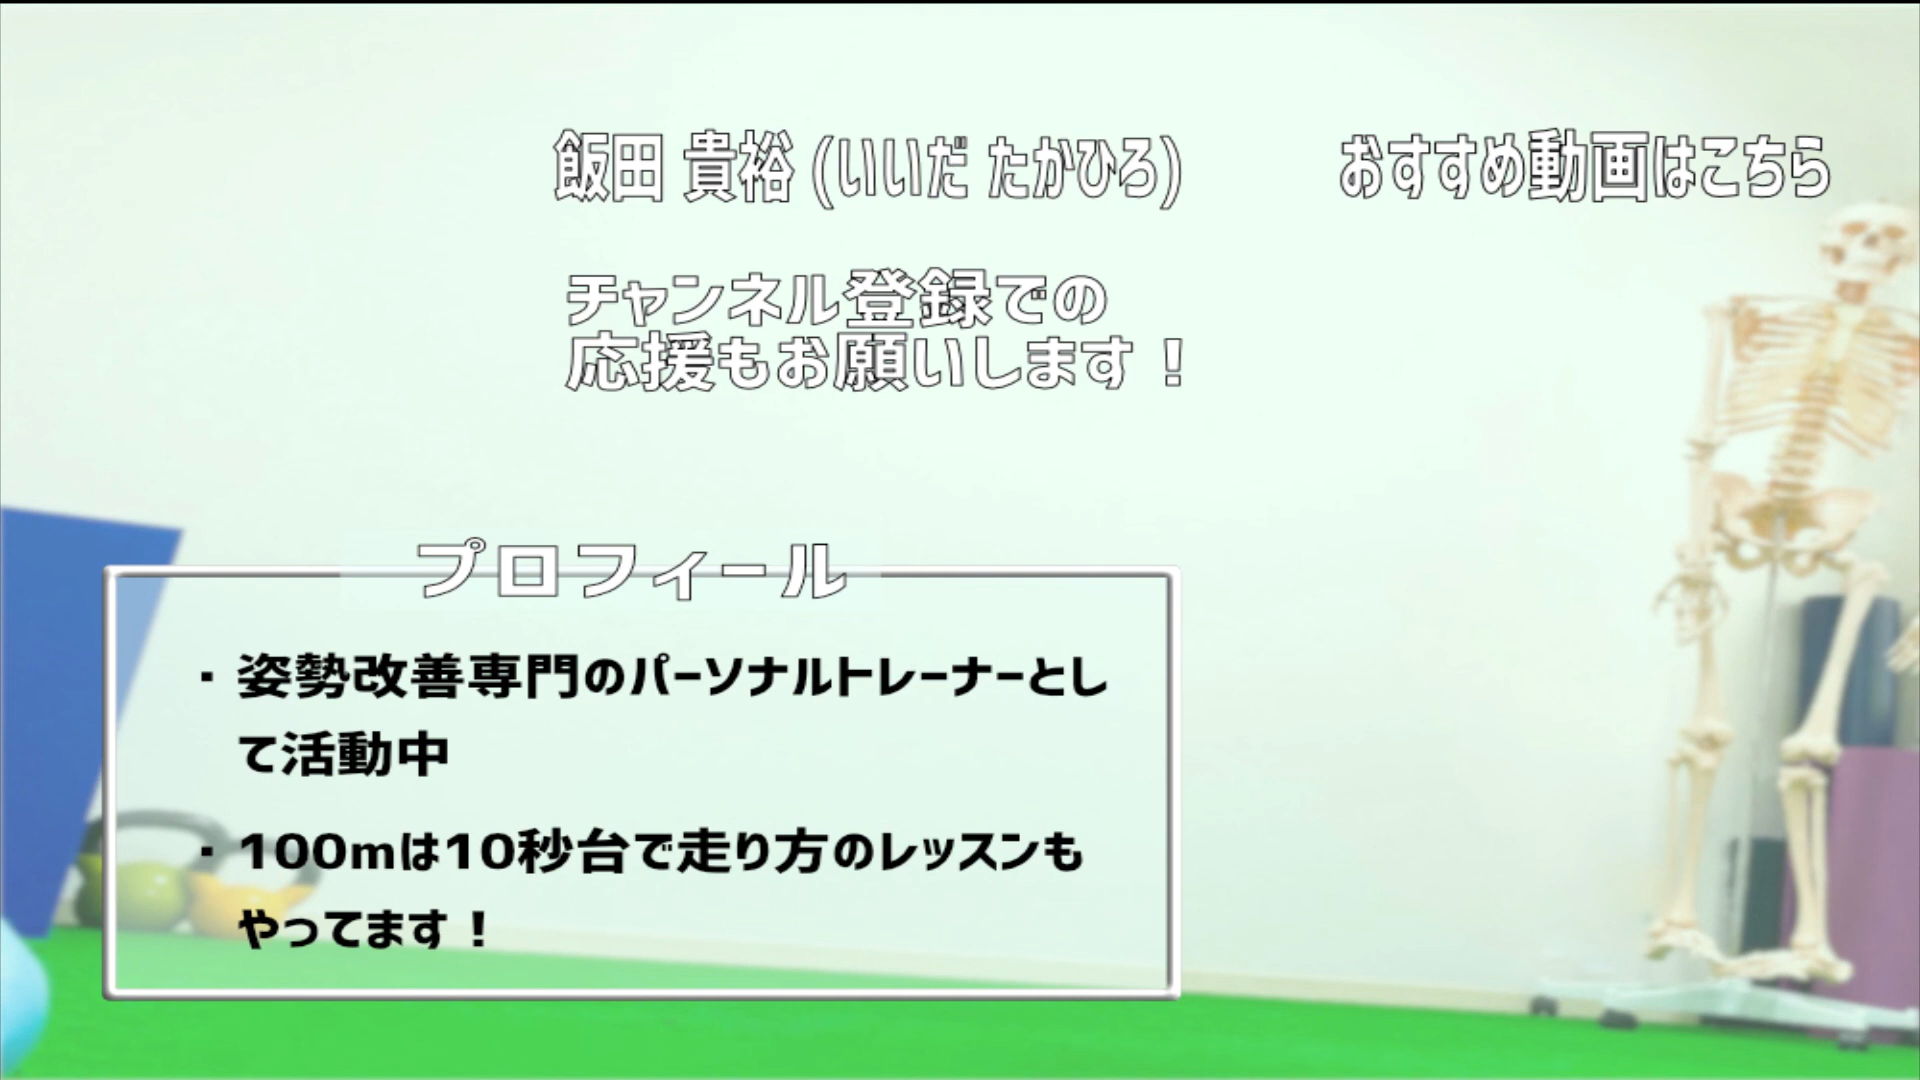 飯田 貴裕 (いいだ たかひろ)
おすすめ動画はこちら
チャンネル登録での
応援もお願いします！
プロフィール
・姿勢改善専門のパーソナルトレーナーとし
て活動中
・100mは10秒台で走り方のレッスンも
やってます！